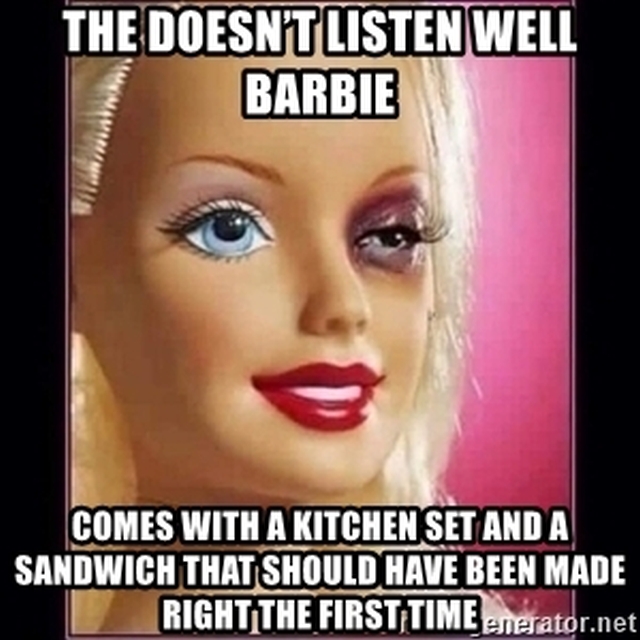 THE DOESN'T LISTEN WELL
BARBIE
COMES WITH A KITCHEN SET AND A
SANDWICH THAT SHOULD HAVE BEEN MADE
RIGHT THE FIRST TIME
generator.net